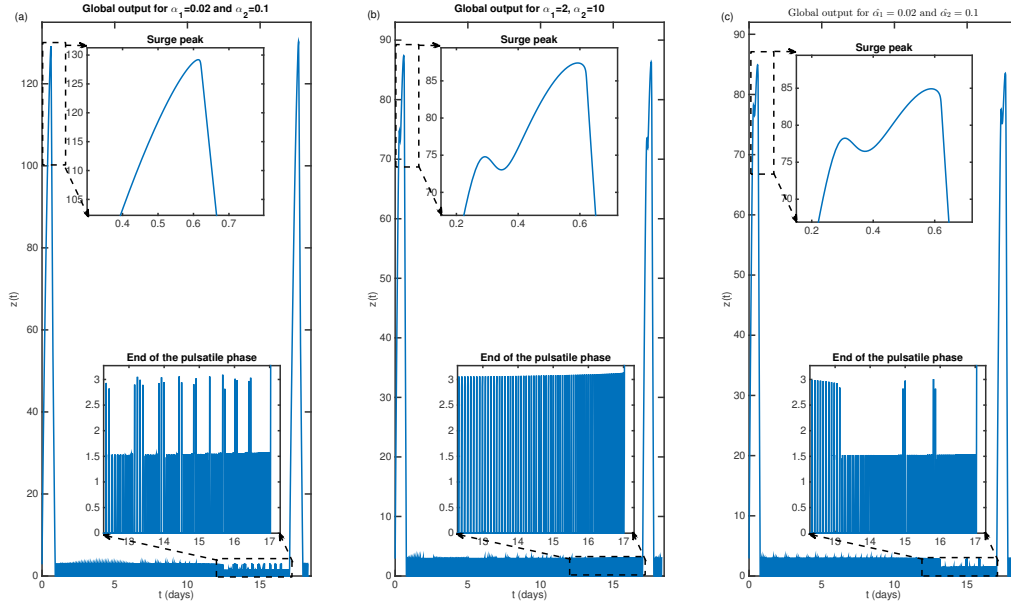 (a)
Global output for α₁=0.02 and α₂=0.1
Surge peak
130
125
120
115
110
105
0.4 0.5 0.6 0.7
z(t)
120
100
80
60
40
20
0
End of the pulsatile phase
3
2.5
2
1.5
1
0.5
0
13 14 15 16 17
0 5 10 15
t (days)
(b)
Global output for α₁=2, α₂=10
Surge peak
85
80
75
70
0.2 0.4 0.6
z(t)
90
80
70
60
50
40
30
20
10
0
End of the pulsatile phase
3
2.5
2
1.5
1
0.5
0
13 14 15 16 17
0 5 10 15
t (days)
(c)
Global output for α̂₁ = 0.02 and α̂₂ = 0.1
Surge peak
85
80
75
70
0.2 0.4 0.6
z(t)
90
80
70
60
50
40
30
20
10
0
End of the pulsatile phase
3
2.5
2
1.5
1
0.5
0
13 14 15 16 17
0 5 10 15
t (days)